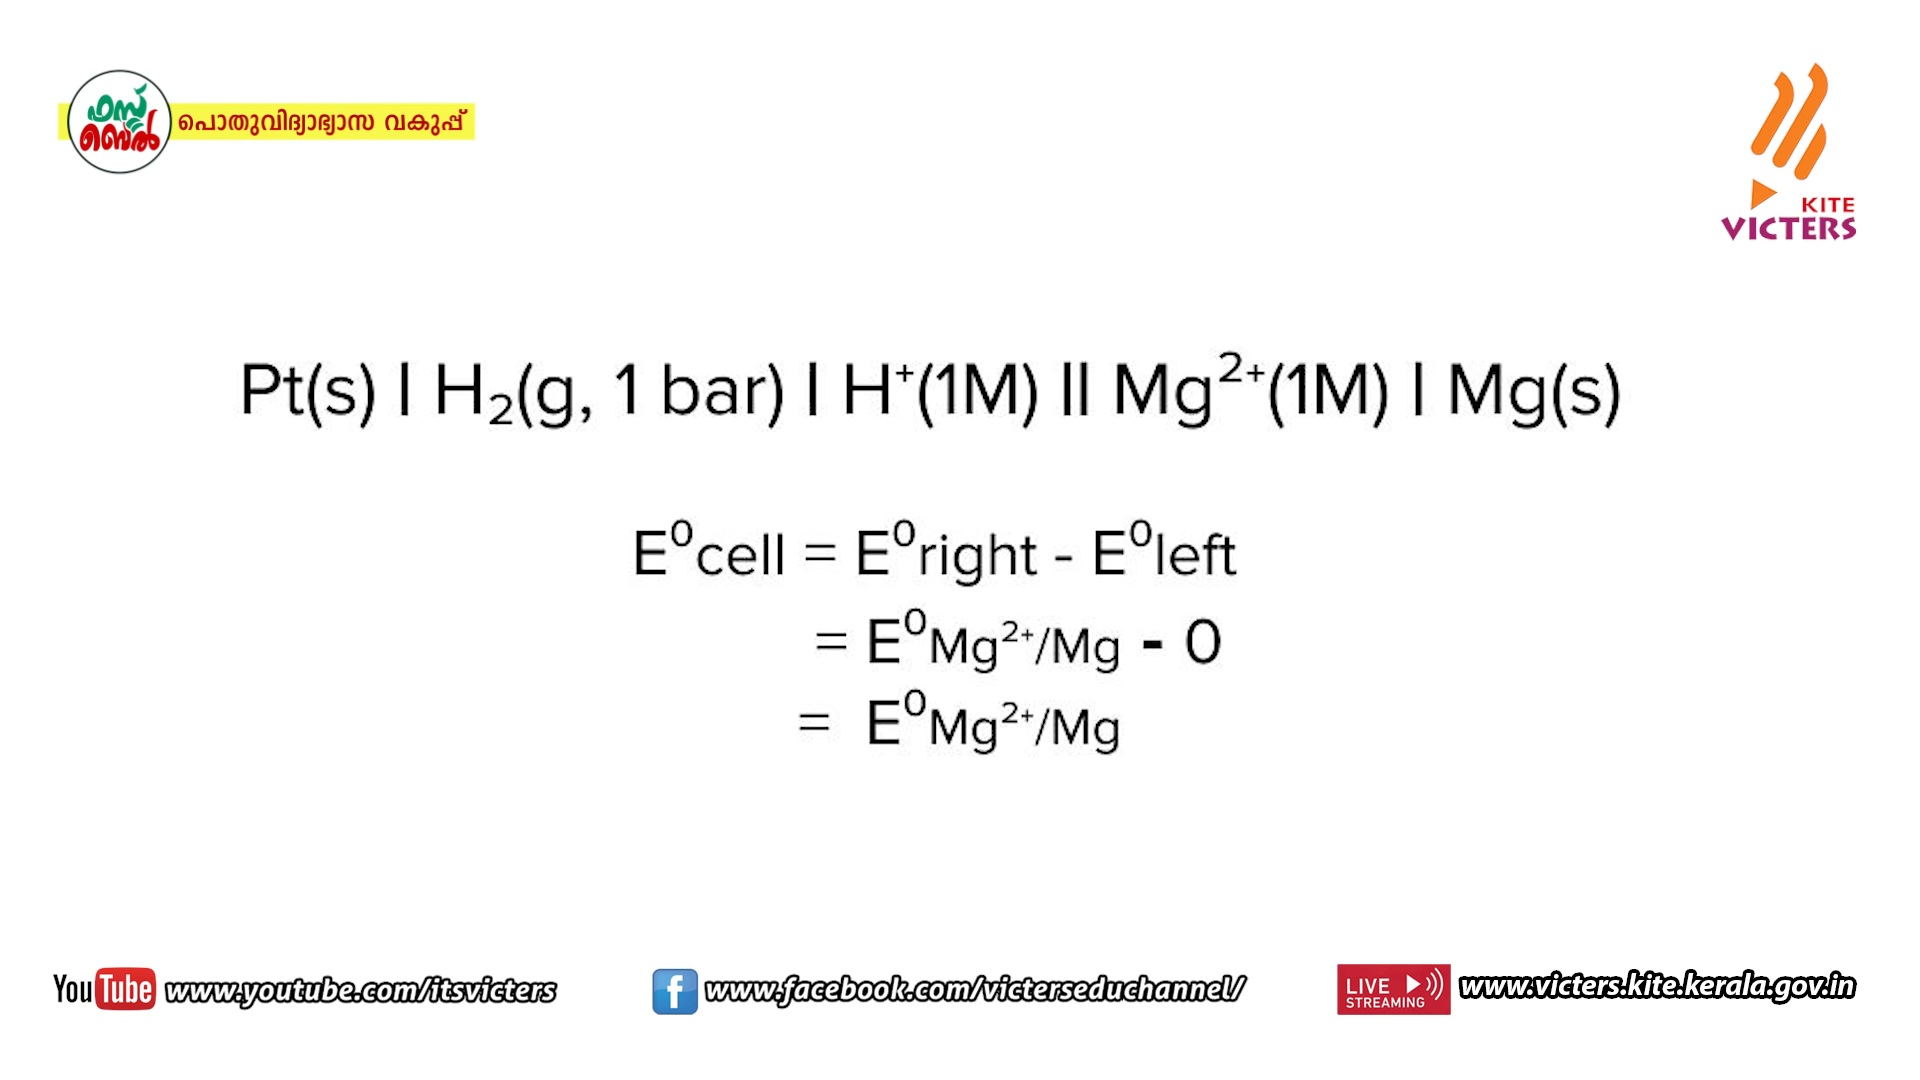 ഫസ്റ്റ്
ബെൽ
പൊതുവിദ്യാഭ്യാസ വകുപ്പ്
KITE
VICTERS
Pt(s) | H₂(g, 1 bar) | H⁺(1M) || Mg²⁺(1M) | Mg(s)
E⁰cell = E⁰right - E⁰left
= E⁰Mg²⁺/Mg - 0
= E⁰Mg²⁺/Mg
YouTube www.youtube.com/itsvicters
f www.facebook.com/victerseduchannel/
LIVE STREAMING www.victers.kite.kerala.gov.in